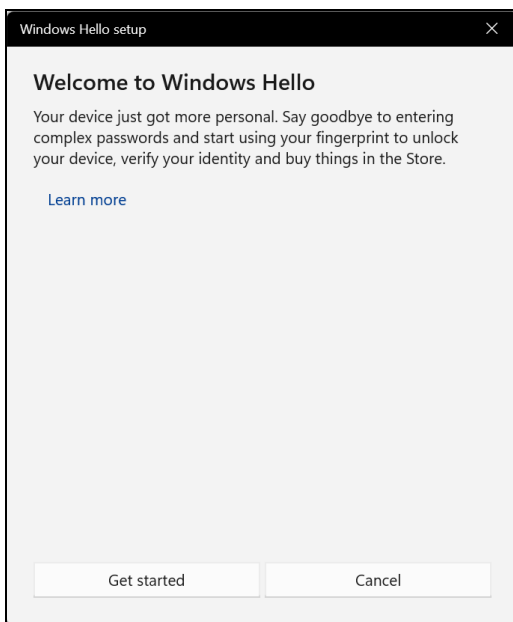 Windows Hello setup
Welcome to Windows Hello
Your device just got more personal. Say goodbye to entering
complex passwords and start using your fingerprint to unlock
your device, verify your identity and buy things in the Store.
Learn more
Get started
Cancel